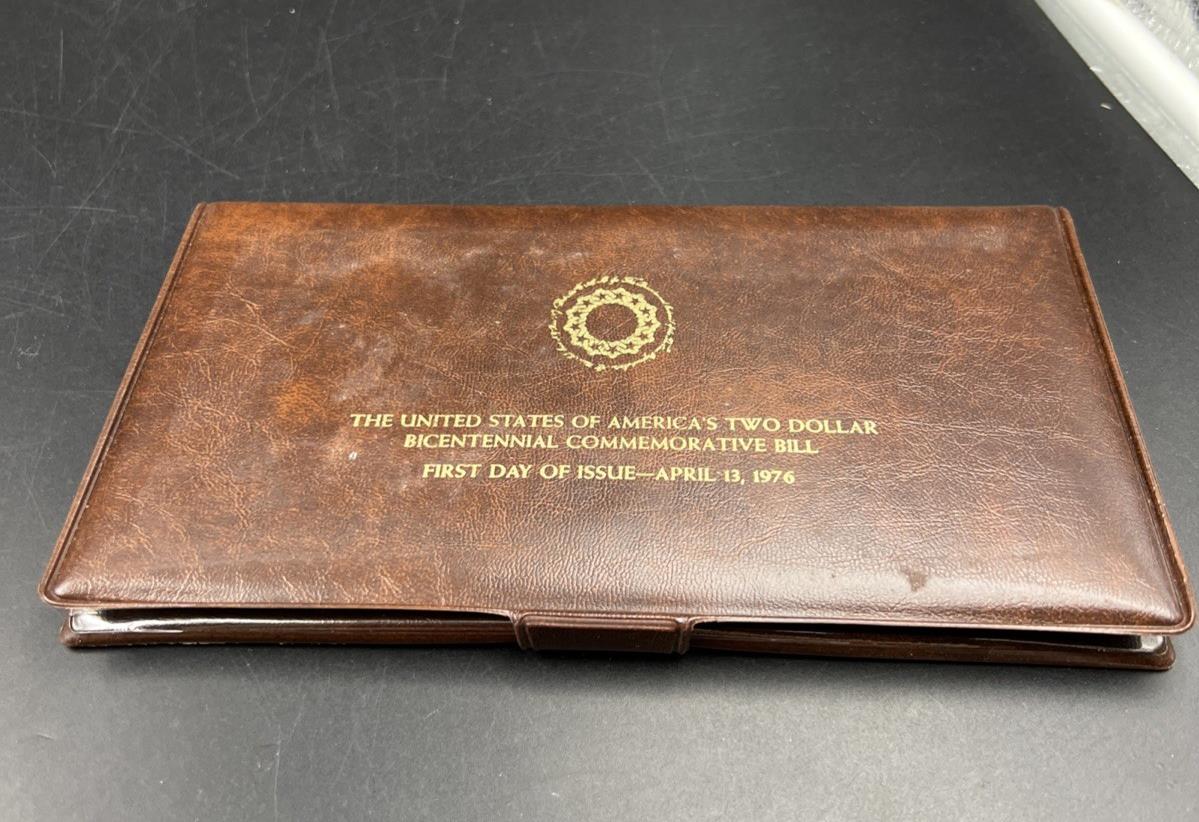 THE UNITED STATES OF AMERICA'S TWO DOLLAR
BICENTENNIAL COMMEMORATIVE BILL
FIRST DAY OF ISSUE—APRIL 13, 1976